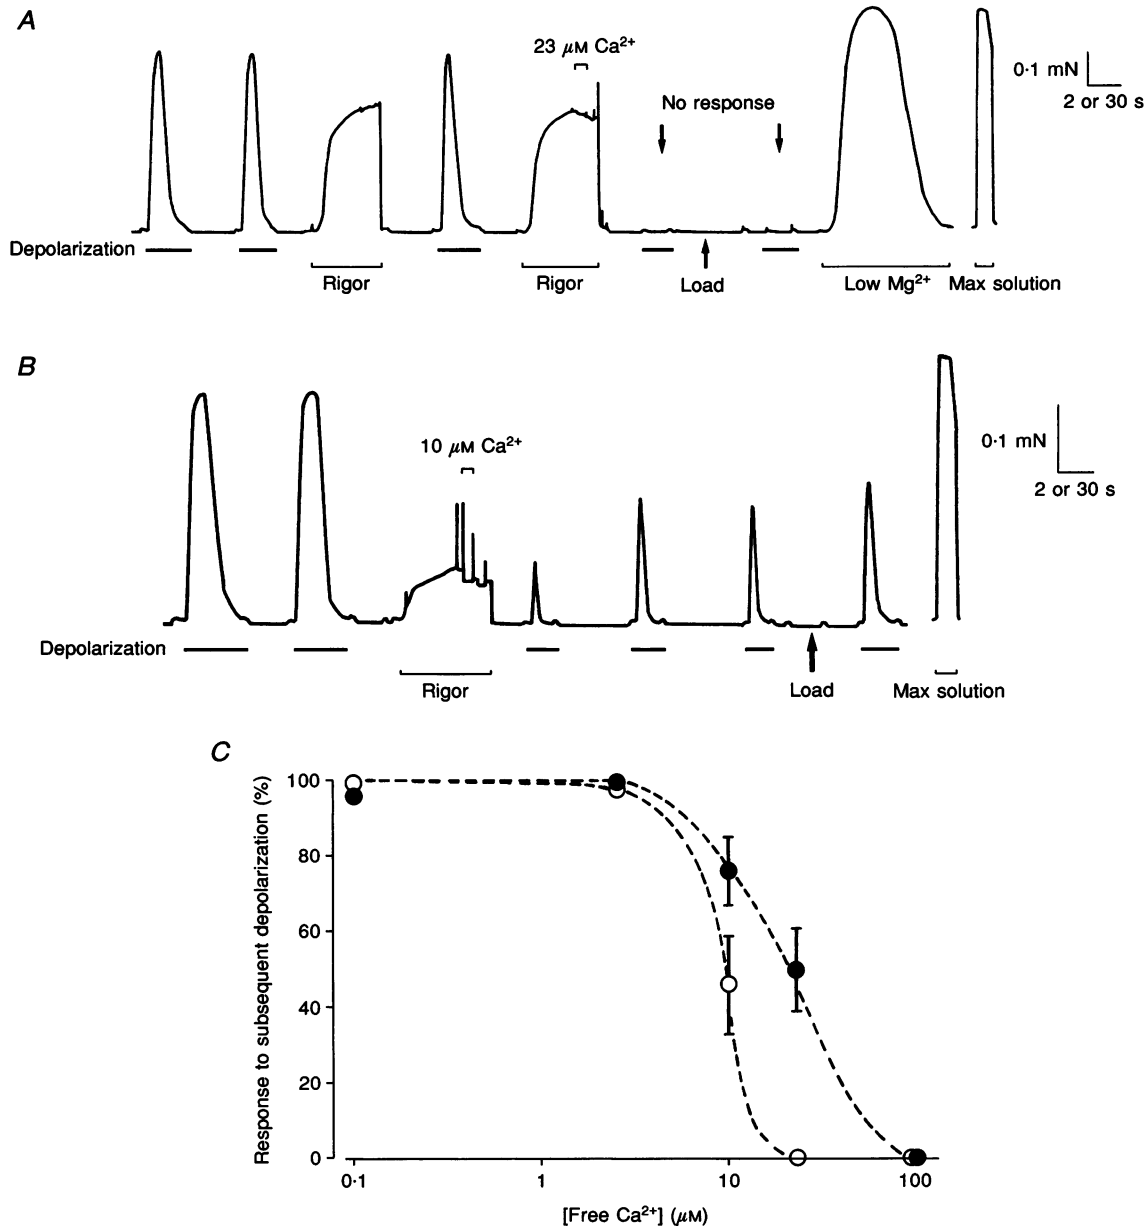 A
23 μM Ca²⁺
0·1 mN
2 or 30 s
No response
Depolarization
Rigor
Rigor
Load
Low Mg²⁺
Max solution
B
10 μM Ca²⁺
0·1 mN
2 or 30 s
Depolarization
Rigor
Load
Max solution
C
Response to subsequent depolarization (%)
100
80
60
40
20
0
0·1
1
10
100
[Free Ca²⁺] (μM)